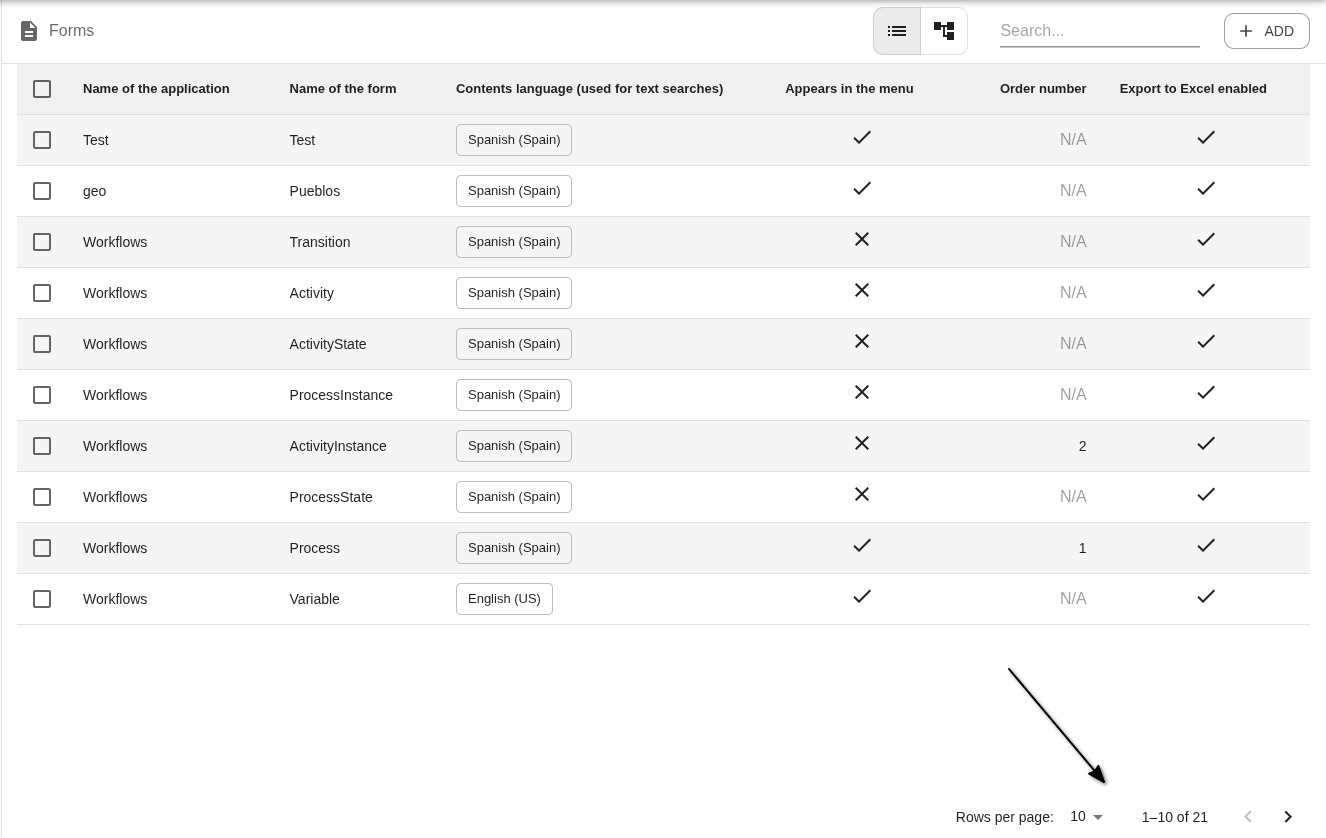 Forms
Search...
ADD
Name of the application Name of the form Contents language (used for text searches) Appears in the menu Order number Export to Excel enabled
Test Test Spanish (Spain) N/A
geo Pueblos Spanish (Spain) N/A
Workflows Transition Spanish (Spain) N/A
Workflows Activity Spanish (Spain) N/A
Workflows ActivityState Spanish (Spain) N/A
Workflows ProcessInstance Spanish (Spain) N/A
Workflows ActivityInstance Spanish (Spain) 2
Workflows ProcessState Spanish (Spain) N/A
Workflows Process Spanish (Spain) 1
Workflows Variable English (US) N/A
Rows per page: 10 1–10 of 21